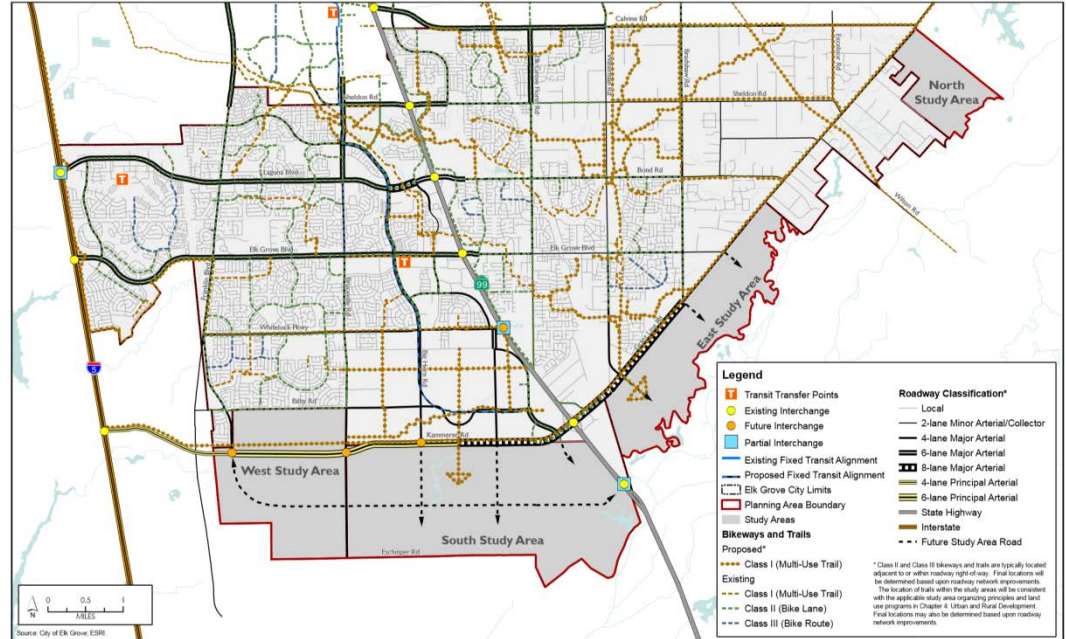 Calvine Rd
T
North
Study Area
Sheldon Rd
Sheldon Rd
Laguna Blvd
Bond Rd
T
Wilton Rd
Elk Grove Blvd
Elk Grove Blvd
T
99
East Study Area
Whitelock Pkwy
Big Horn Blvd
5
Bilby Rd
Kammerer Rd
West Study Area
South Study Area
Eschinger Rd
0 0.5 1
MILES
N
Source: City of Elk Grove, ESRI.
Legend
T Transit Transfer Points
Existing Interchange
Future Interchange
Partial Interchange
Existing Fixed Transit Alignment
Proposed Fixed Transit Alignment
Elk Grove City Limits
Planning Area Boundary
Study Areas
Bikeways and Trails
Proposed*
Class I (Multi-Use Trail)
Existing
Class I (Multi-Use Trail)
Class II (Bike Lane)
Class III (Bike Route)
Roadway Classification*
Local
2-lane Minor Arterial/Collector
4-lane Major Arterial
6-lane Major Arterial
8-lane Major Arterial
4-lane Principal Arterial
6-lane Principal Arterial
State Highway
Interstate
Future Study Area Road
* Class II and Class III bikeways and trails are typically located
adjacent to or within roadway right-of-way. Final locations will
be determined based upon roadway network improvements.
The location of trails within the study areas will be consistent
with the applicable study area organizing principles and land
use programs in Chapter 4: Urban and Rural Development.
Final locations may also be determined based upon roadway
network improvements.